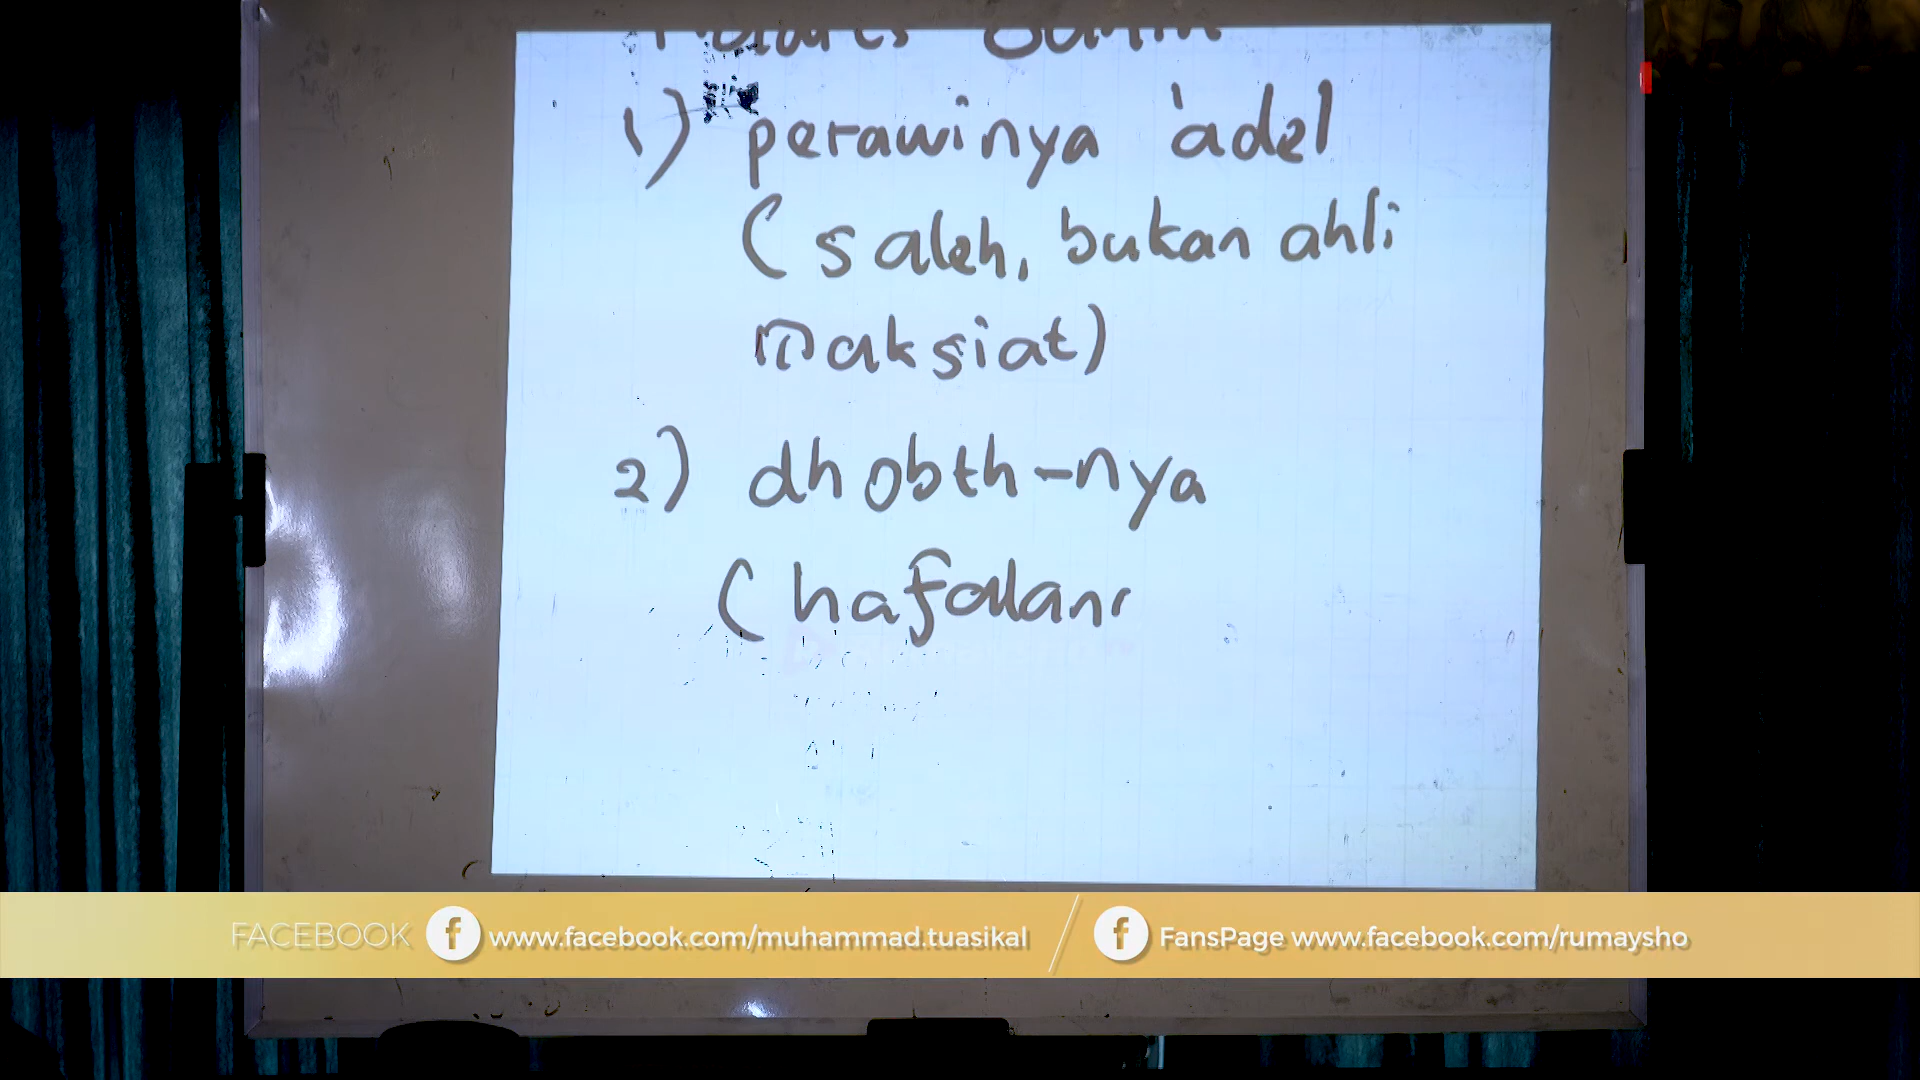 1) perawinya 'adel
( saleh, bukan ahli
maksiat)
2) dhobth-nya
( hafalan
FACEBOOK f www.facebook.com/muhammad.tuasikal / f FansPage www.facebook.com/rumaysho